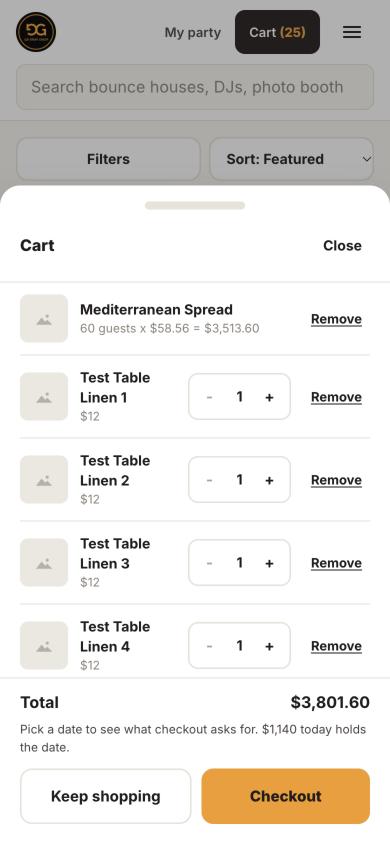 DG
My party
Cart (25)
Search bounce houses, DJs, photo booth
Filters
Sort: Featured
Cart
Close
Mediterranean Spread
60 guests x $58.56 = $3,513.60
Remove
Test Table
Linen 1
$12
- 1 +
Remove
Test Table
Linen 2
$12
- 1 +
Remove
Test Table
Linen 3
$12
- 1 +
Remove
Test Table
Linen 4
$12
- 1 +
Remove
Total
$3,801.60
Pick a date to see what checkout asks for. $1,140 today holds
the date.
Keep shopping
Checkout